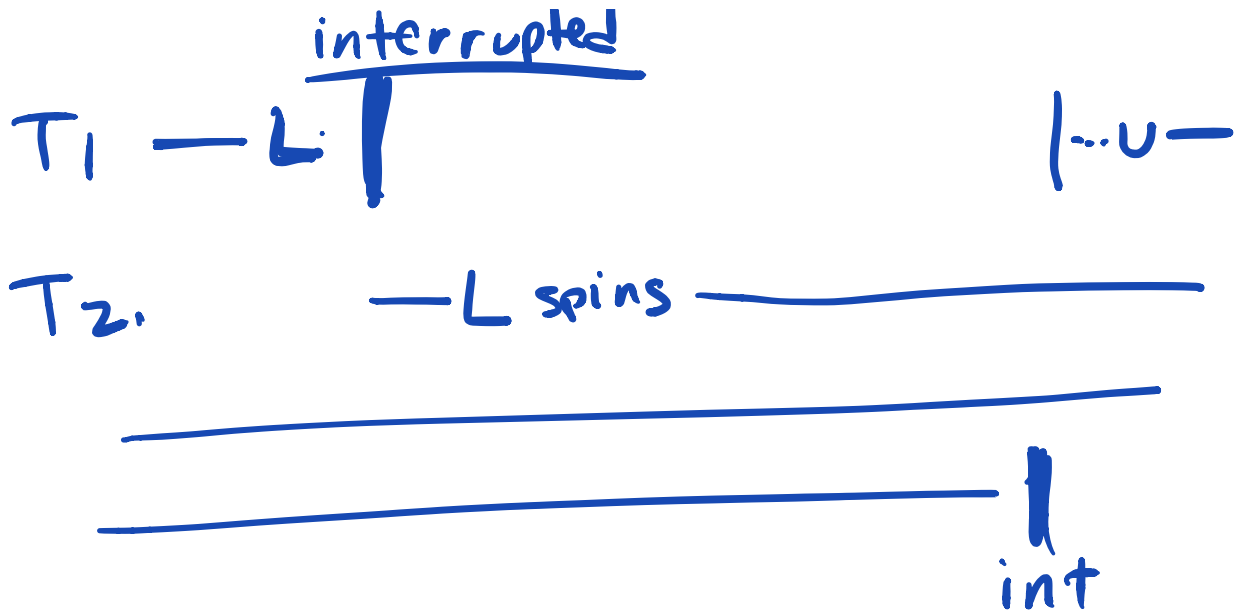 interrupted
T1 — L. | |...U —
T2. — L spins —
int